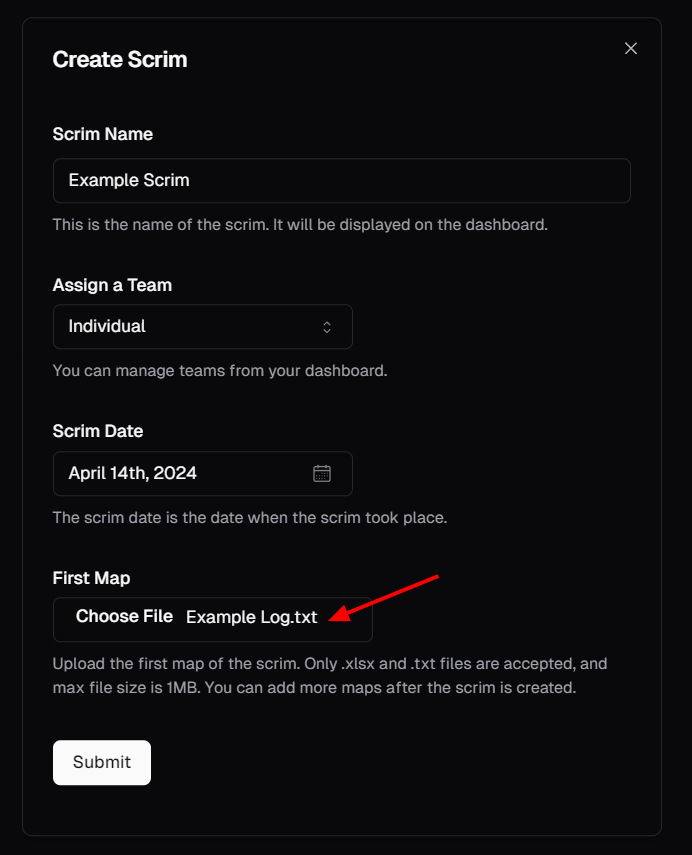 Create Scrim
Scrim Name
Example Scrim
This is the name of the scrim. It will be displayed on the dashboard.
Assign a Team
Individual
You can manage teams from your dashboard.
Scrim Date
April 14th, 2024
The scrim date is the date when the scrim took place.
First Map
Choose File Example Log.txt
Upload the first map of the scrim. Only .xlsx and .txt files are accepted, and
max file size is 1MB. You can add more maps after the scrim is created.
Submit